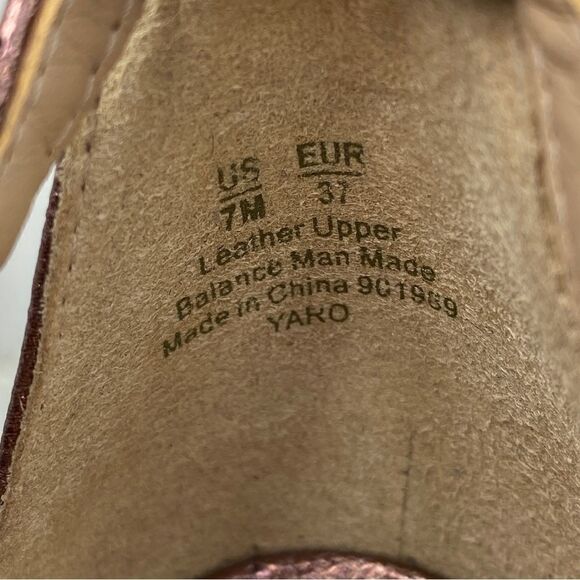 US EUR
7M 37
Leather Upper
Balance Man Made
Made in China 901969
YARO